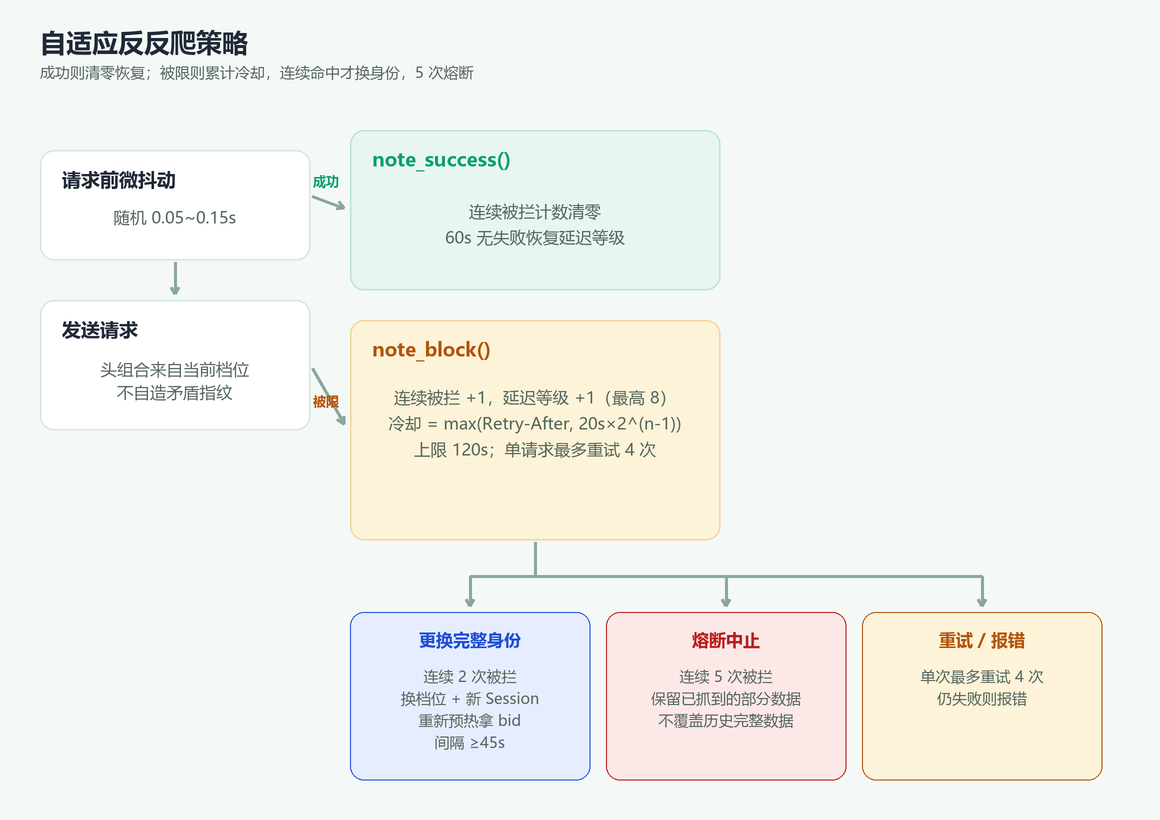 自适应反反爬策略
成功则清零恢复；被限则累计冷却，连续命中才换身份，5 次熔断
请求前微抖动
随机 0.05~0.15s
成功
note_success()
连续被拦计数清零
60s 无失败恢复延迟等级
发送请求
头组合来自当前档位
不自造矛盾指纹
被限
note_block()
连续被拦 +1，延迟等级 +1（最高 8）
冷却 = max(Retry-After, 20s×2^(n-1))
上限 120s；单请求最多重试 4 次
更换完整身份
连续 2 次被拦
换档位 + 新 Session
重新预热拿 bid
间隔 ≥45s
熔断中止
连续 5 次被拦
保留已抓到的部分数据
不覆盖历史完整数据
重试 / 报错
单次最多重试 4 次
仍失败则报错